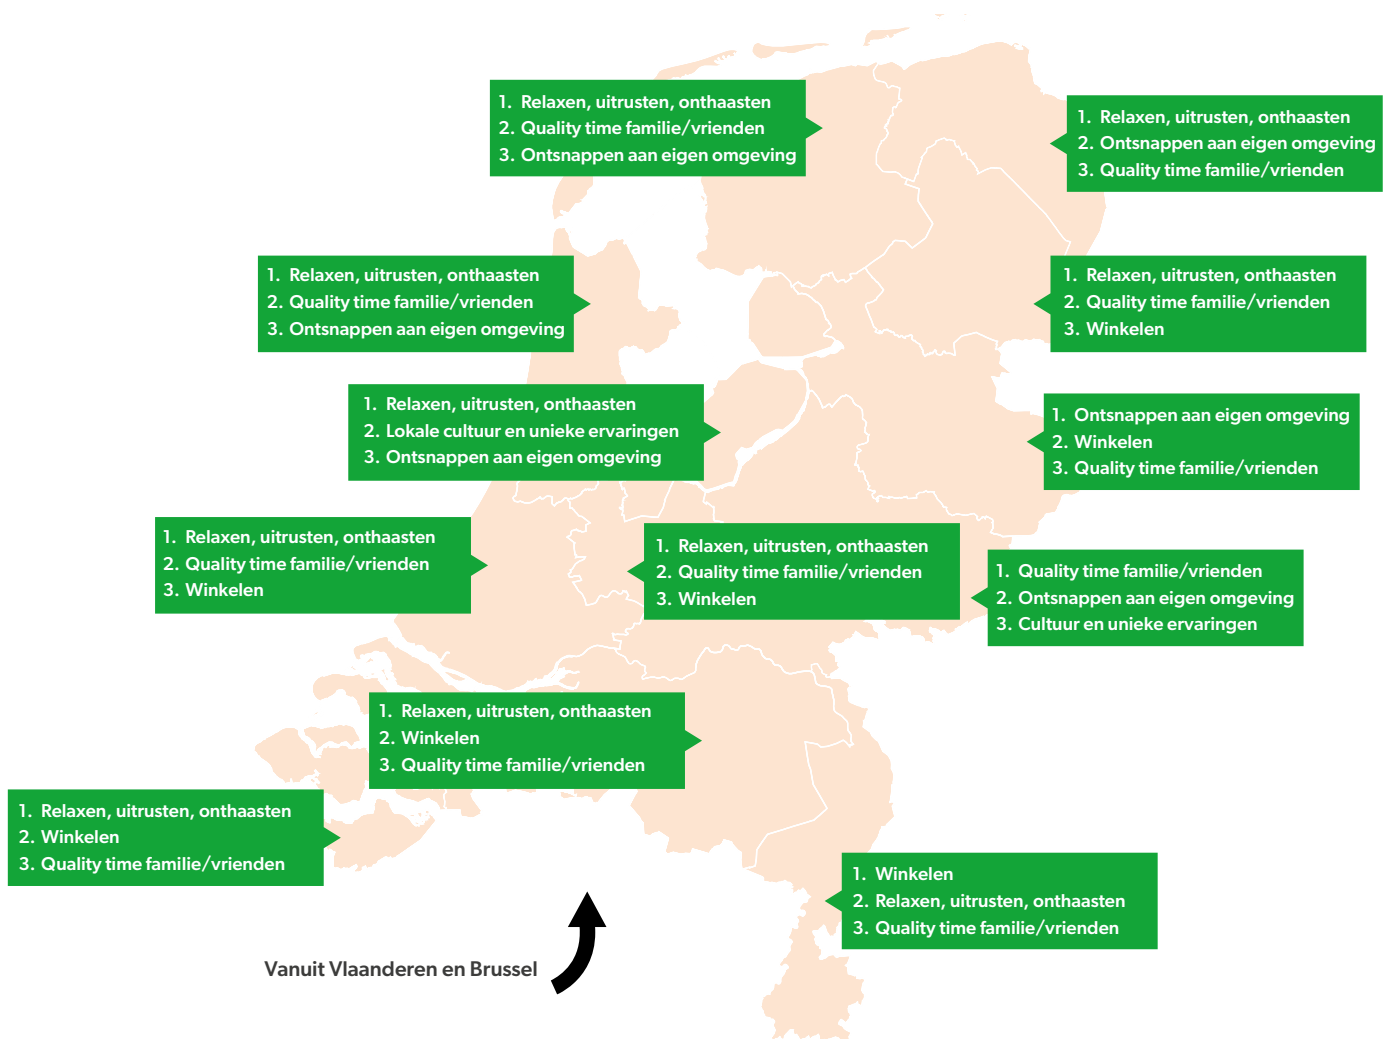 1. Relaxen, uitrusten, onthaasten
2. Quality time familie/vrienden
3. Ontsnappen aan eigen omgeving
1. Relaxen, uitrusten, onthaasten
2. Ontsnappen aan eigen omgeving
3. Quality time familie/vrienden
1. Relaxen, uitrusten, onthaasten
2. Quality time familie/vrienden
3. Ontsnappen aan eigen omgeving
1. Relaxen, uitrusten, onthaasten
2. Quality time familie/vrienden
3. Winkelen
1. Relaxen, uitrusten, onthaasten
2. Lokale cultuur en unieke ervaringen
3. Ontsnappen aan eigen omgeving
1. Ontsnappen aan eigen omgeving
2. Winkelen
3. Quality time familie/vrienden
1. Relaxen, uitrusten, onthaasten
2. Quality time familie/vrienden
3. Winkelen
1. Relaxen, uitrusten, onthaasten
2. Quality time familie/vrienden
3. Winkelen
1. Quality time familie/vrienden
2. Ontsnappen aan eigen omgeving
3. Cultuur en unieke ervaringen
1. Relaxen, uitrusten, onthaasten
2. Winkelen
3. Quality time familie/vrienden
1. Relaxen, uitrusten, onthaasten
2. Winkelen
3. Quality time familie/vrienden
1. Winkelen
2. Relaxen, uitrusten, onthaasten
3. Quality time familie/vrienden
Vanuit Vlaanderen en Brussel